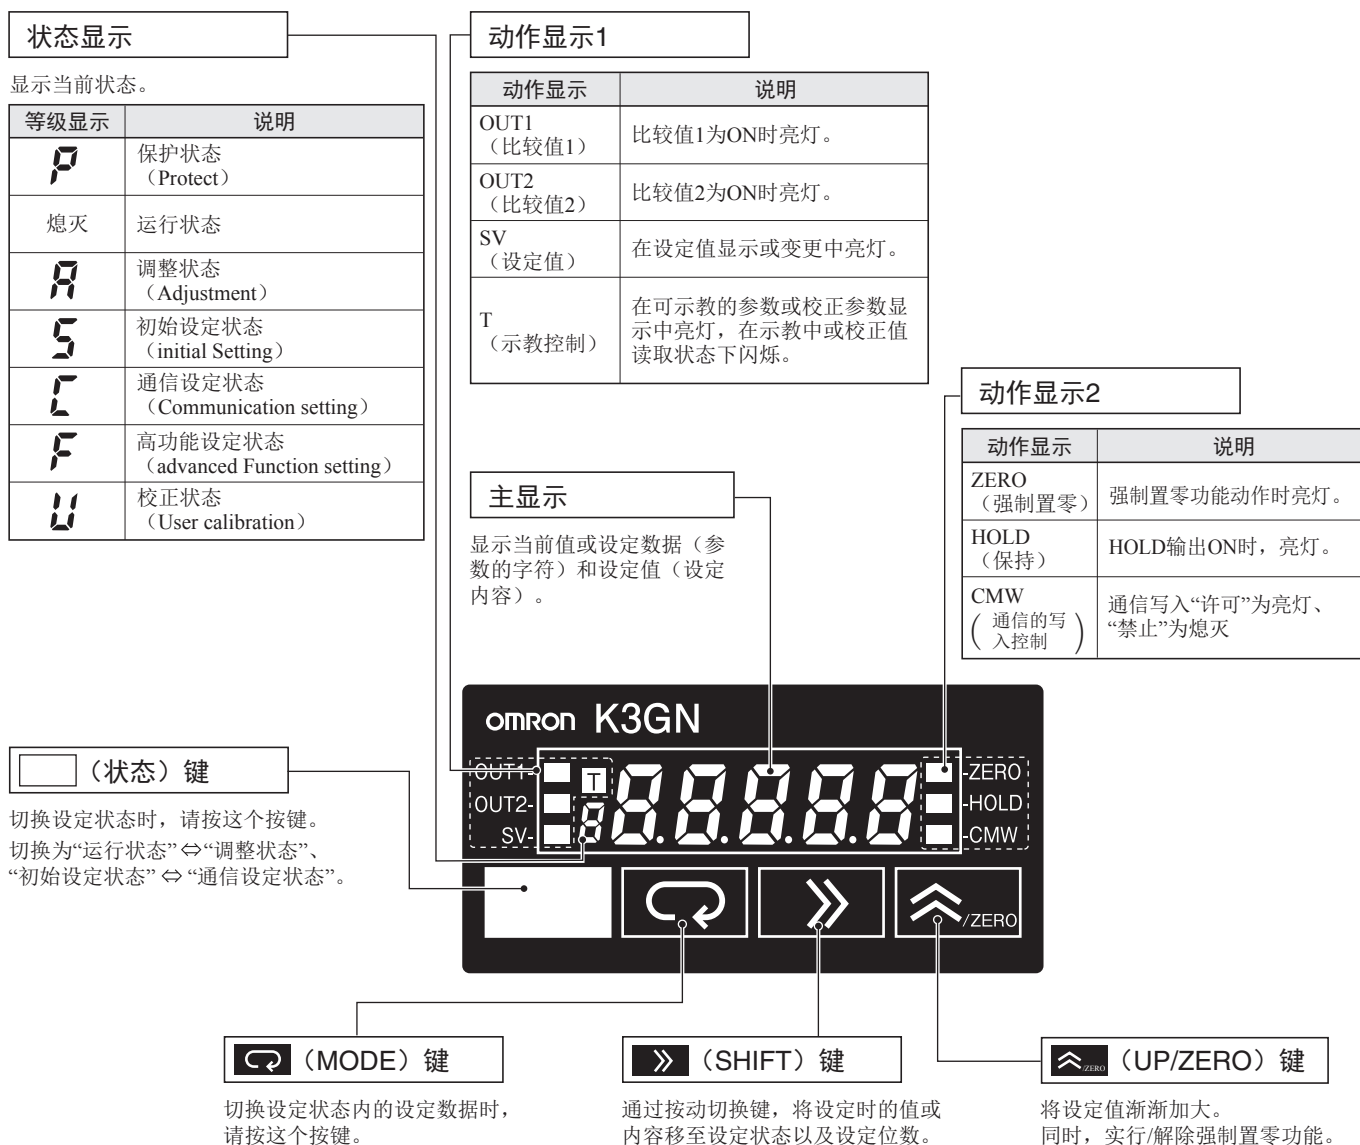 状态显示
显示当前状态。
等级显示 说明
P 保护状态
（Protect）
熄灭 运行状态
A 调整状态
（Adjustment）
S 初始设定状态
（initial Setting）
C 通信设定状态
（Communication setting）
F 高功能设定状态
（advanced Function setting）
U 校正状态
（User calibration）
动作显示1
动作显示 说明
OUT1
（比较值1）
比较值1为ON时亮灯。
OUT2
（比较值2）
比较值2为ON时亮灯。
SV
（设定值）
在设定值显示或变更中亮灯。
T
（示教控制）
在可示教的参数或校正参数显
示中亮灯，在示教中或校正值
读取状态下闪烁。
动作显示2
动作显示 说明
ZERO
（强制置零）
强制置零功能动作时亮灯。
HOLD
（保持）
HOLD输出ON时，亮灯。
CMW
（通信的写
入控制）
通信写入“许可”为亮灯、
“禁止”为熄灭
主显示
显示当前值或设定数据（参
数的字符）和设定值（设定
内容）。
omron K3GN
OUT1-
OUT2-
SV-
T
8
8.8.8.8.8
-ZERO
-HOLD
-CMW
/ZERO
（状态）键
切换设定状态时，请按这个按键。
切换为“运行状态”⇔“调整状态”、
“初始设定状态”⇔“通信设定状态”。
（MODE）键
切换设定状态内的设定数据时，
请按这个按键。
（SHIFT）键
通过按动切换键，将设定时的值或
内容移至设定状态以及设定位数。
/ZERO （UP/ZERO）键
将设定值渐渐加大。
同时，实行/解除强制置零功能。